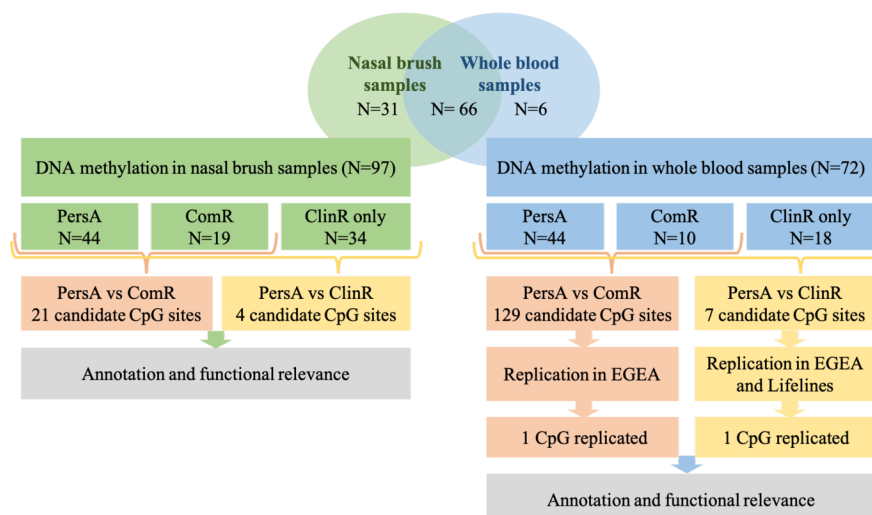 Nasal brush
samples
Whole blood
samples
N=31
N= 66
N=6
DNA methylation in nasal brush samples (N=97)
PersA
N=44
ComR
N=19
ClinR only
N=34
PersA vs ComR
21 candidate CpG sites
PersA vs ClinR
4 candidate CpG sites
Annotation and functional relevance
DNA methylation in whole blood samples (N=72)
PersA
N=44
ComR
N=10
ClinR only
N=18
PersA vs ComR
129 candidate CpG sites
PersA vs ClinR
7 candidate CpG sites
Replication in EGEA
Replication in EGEA
and Lifelines
1 CpG replicated
1 CpG replicated
Annotation and functional relevance